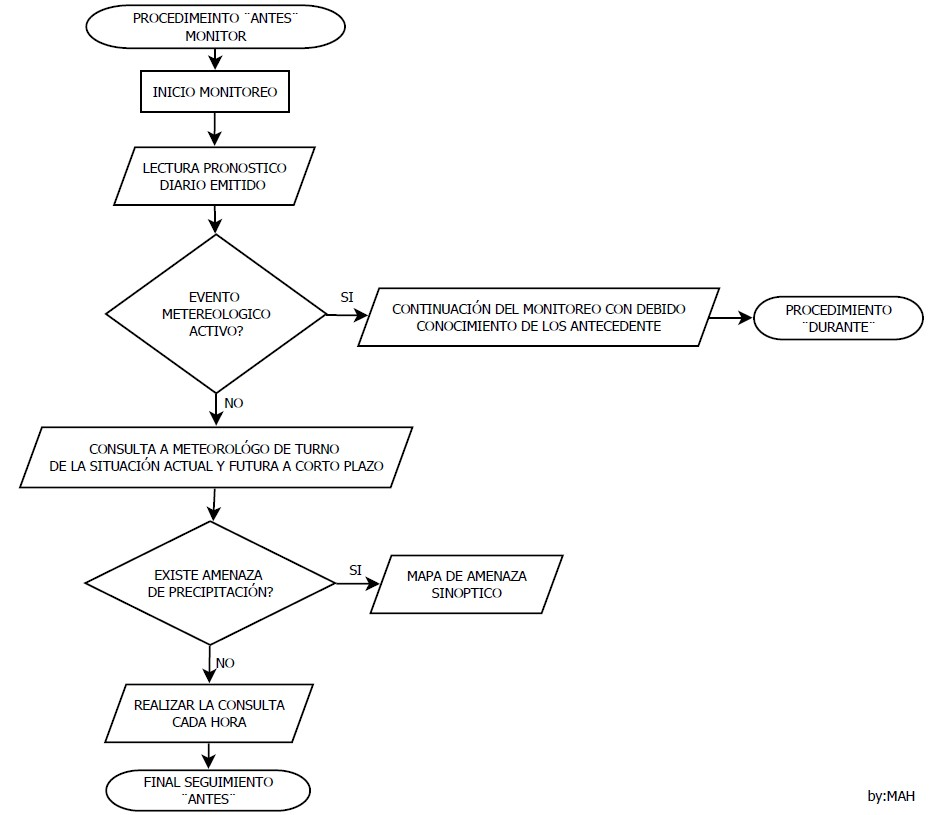 PROCEDIMEINTO ¨ANTES¨
MONITOR
INICIO MONITOREO
LECTURA PRONOSTICO
DIARIO EMITIDO
EVENTO
METEREOLOGICO
ACTIVO?
SI
CONTINUACIÓN DEL MONITOREO CON DEBIDO
CONOCIMIENTO DE LOS ANTECEDENTE
PROCEDIMIENTO
¨DURANTE¨
NO
CONSULTA A METEOROLÓGO DE TURNO
DE LA SITUACIÓN ACTUAL Y FUTURA A CORTO PLAZO
EXISTE AMENAZA
DE PRECIPITACIÓN?
SI
MAPA DE AMENAZA
SINOPTICO
NO
REALIZAR LA CONSULTA
CADA HORA
FINAL SEGUIMIENTO
¨ANTES¨
by:MAH